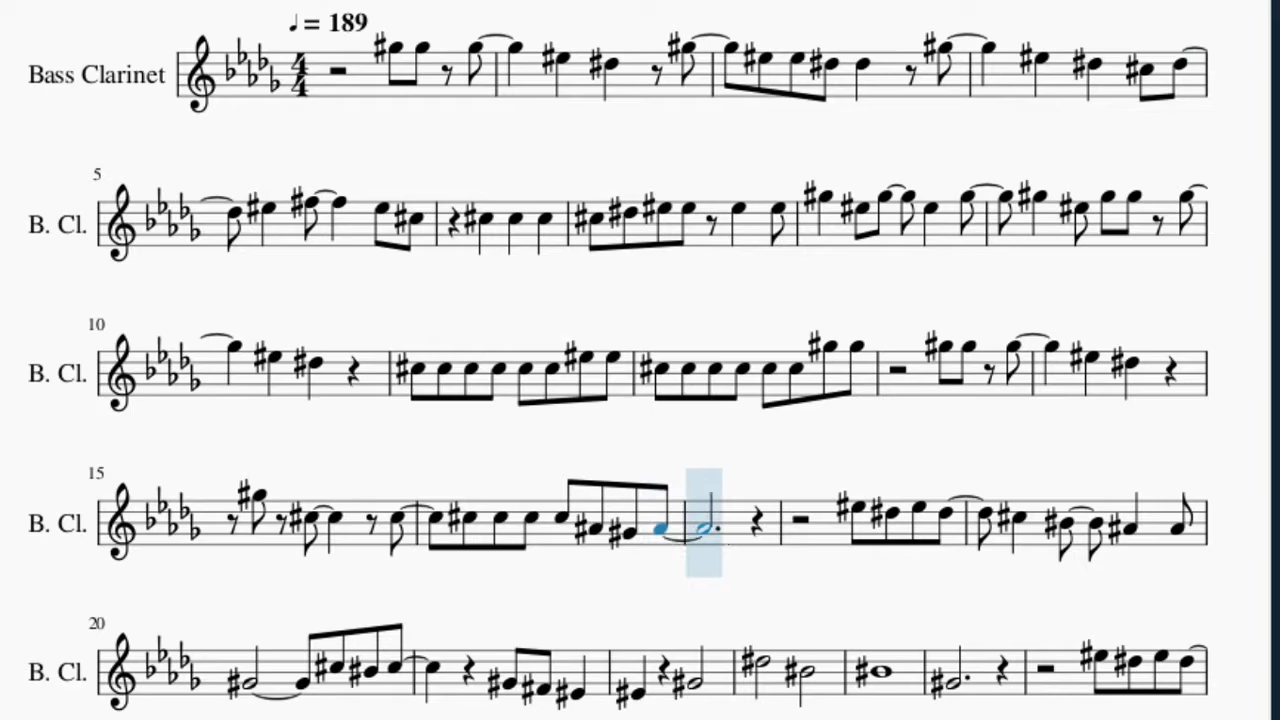 ♩ = 189
Bass Clarinet
4
4
5
B. Cl.
10
B. Cl.
15
B. Cl.
20
B. Cl.